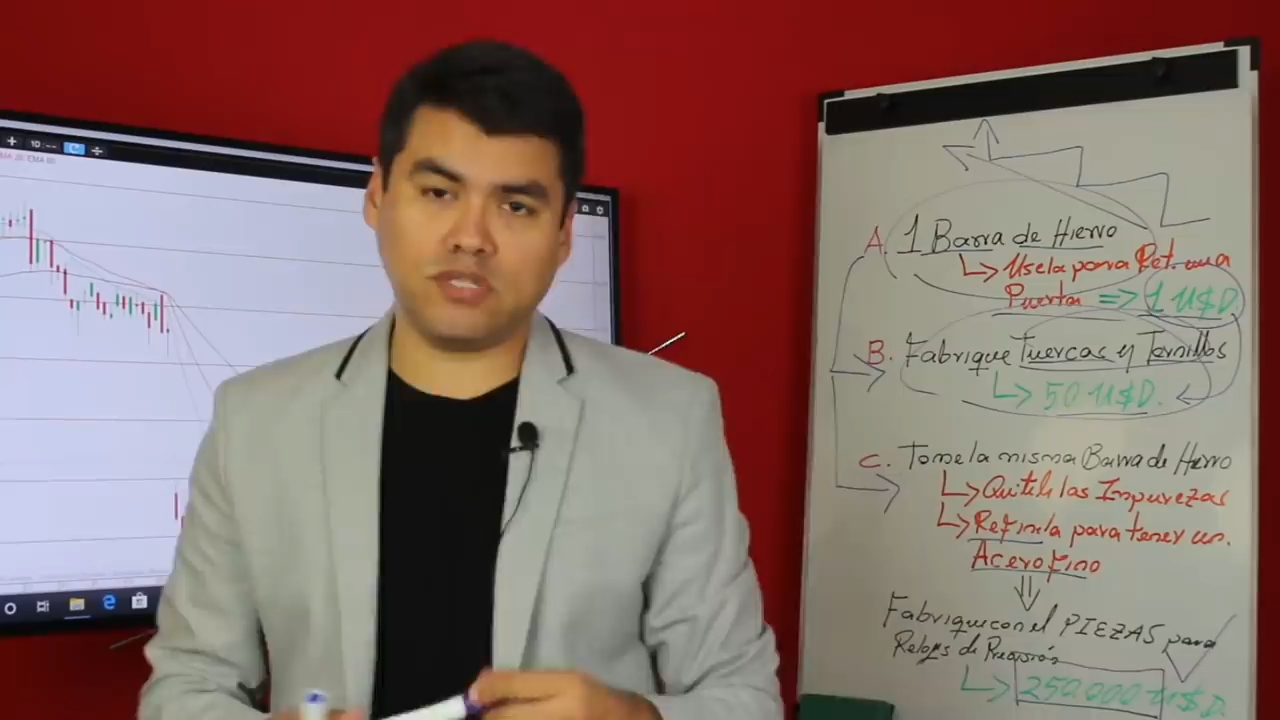 A. 1 Barra de Hierro
↳ Usela para Ret. una
Puerta => 1 U$D.
B. Fabrique Tuercas y Tornillos
↳ 50 U$D.
C. Tome la misma Barra de Hierro
↳ Quitele las Impurezas
↳ Refinela para tener un.
Acero fino
Fabrique con el PIEZAS para
Relojes de Precisión
↳ 250.000 U$D.